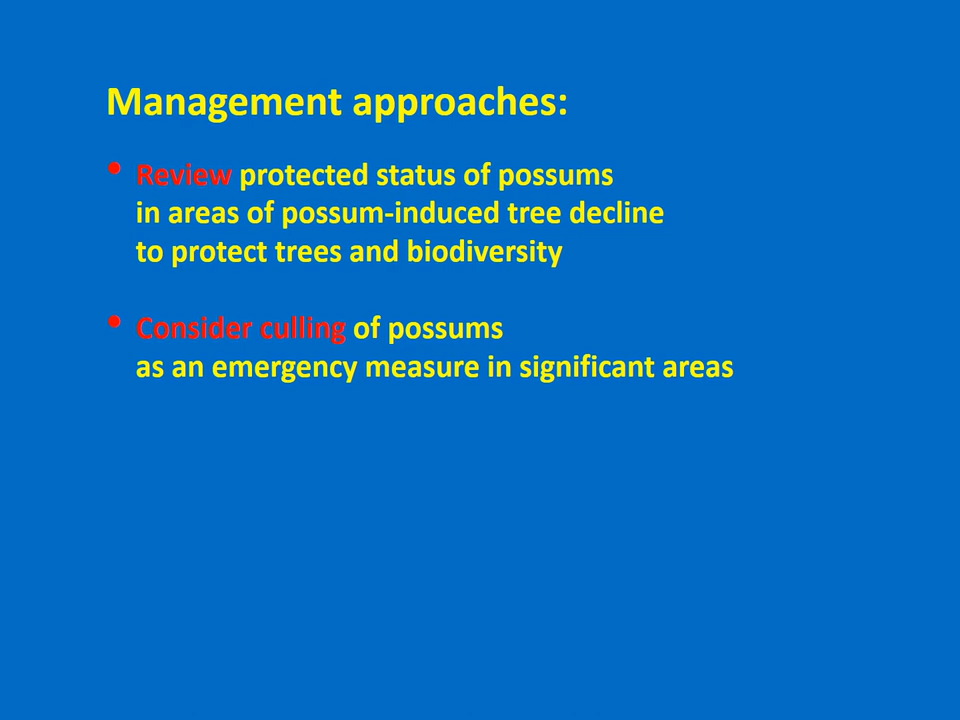 Management approaches:
• Review protected status of possums
in areas of possum-induced tree decline
to protect trees and biodiversity
• Consider culling of possums
as an emergency measure in significant areas